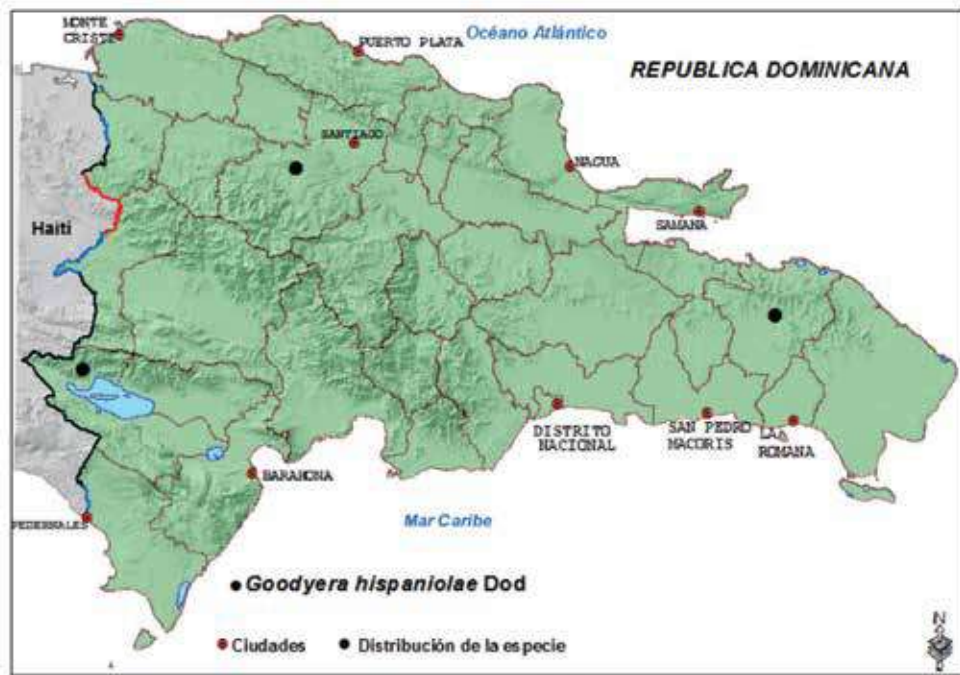 MONTE
CRISTI
PUERTO PLATA
Océano Atlántico
REPUBLICA DOMINICANA
SANTIAGO
NAGUA
SAMANA
Haití
DISTRITO
NACIONAL
SAN PEDRO
MACORIS
LA
ROMANA
BARAHONA
PEDERNALES
Mar Caribe
Goodyera hispaniolae Dod
Ciudades
Distribución de la especie
N